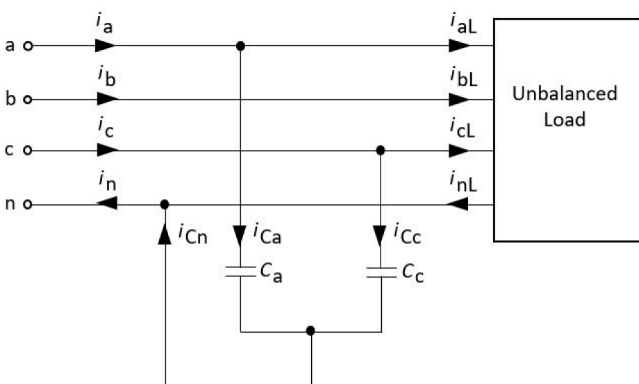 a
i_a
i_aL
b
i_b
i_bL
Unbalanced
Load
c
i_c
i_cL
n
i_n
i_nL
i_Cn
i_Ca
i_Cc
C_a
C_c